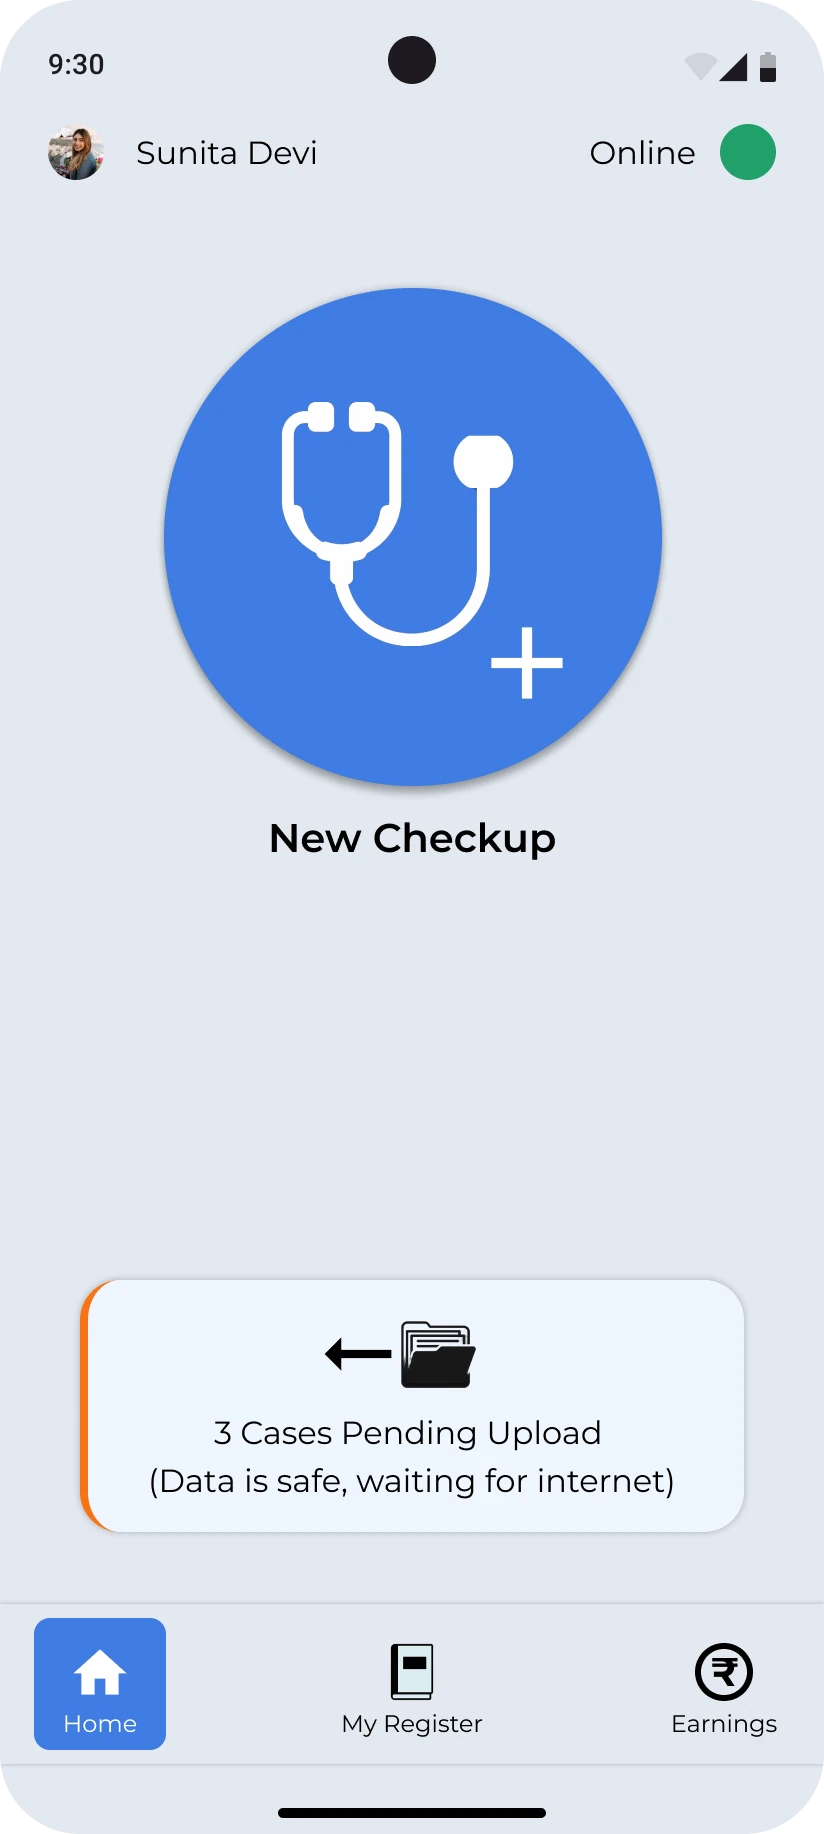 9:30
Sunita Devi
Online
New Checkup
3 Cases Pending Upload
(Data is safe, waiting for internet)
Home
My Register
Earnings